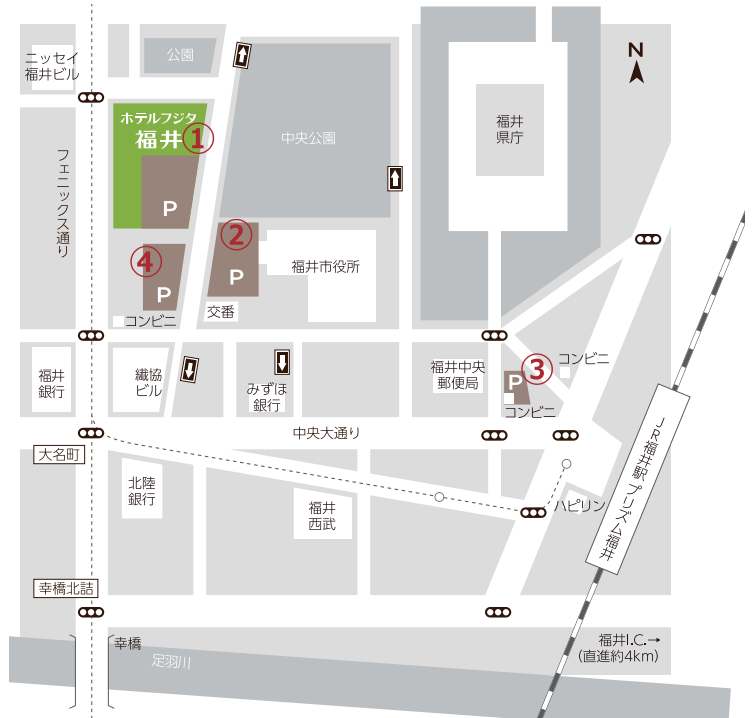 公園
N
ニッセイ
福井ビル
ホテルフジタ
福井
①
P
中央公園
福井
県庁
フェニックス通り
②
P
福井市役所
④
P
交番
コンビニ
福井
銀行
繊協
ビル
みずほ
銀行
福井中央
郵便局
③
P
コンビニ
コンビニ
中央大通り
大名町
北陸
銀行
福井
西武
ハピリン
JR福井駅 プリズム福井
幸橋北詰
幸橋
足羽川
福井I.C.→
(直進約4km)